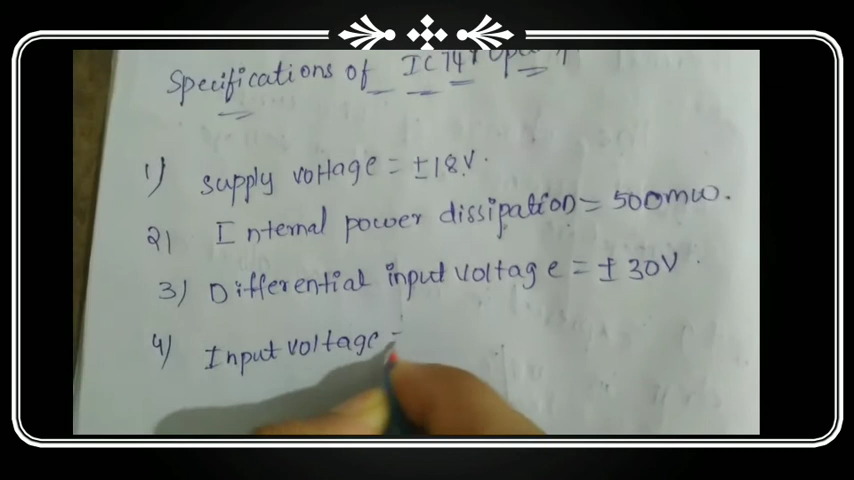 Specifications of IC741
1) supply voltage = ±18V.
2) Internal power dissipation = 500mw.
3) Differential input voltage = ±30V.
4) Input voltage =